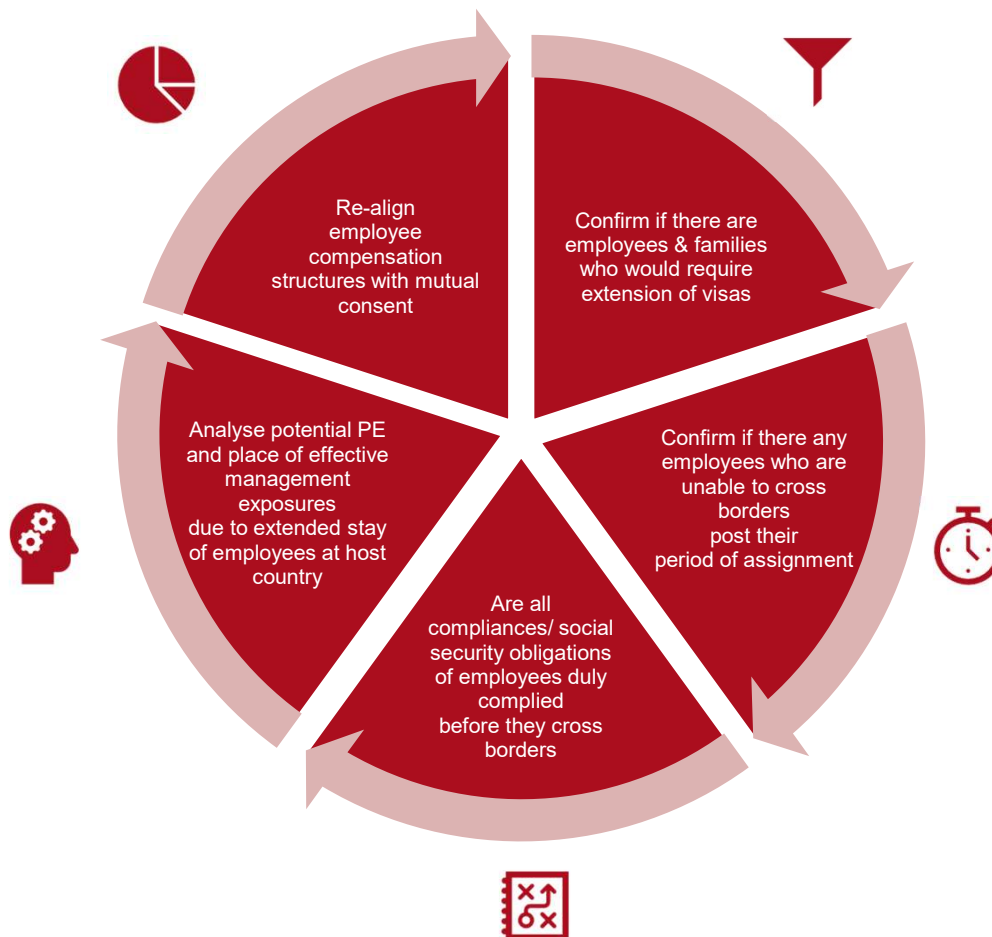 Re-align
employee
compensation
structures with mutual
consent
Confirm if there are
employees & families
who would require
extension of visas
Analyse potential PE
and place of effective
management
exposures
due to extended stay
of employees at host
country
Confirm if there any
employees who are
unable to cross
borders
post their
period of assignment
Are all
compliances/ social
security obligations
of employees duly
complied
before they cross
borders